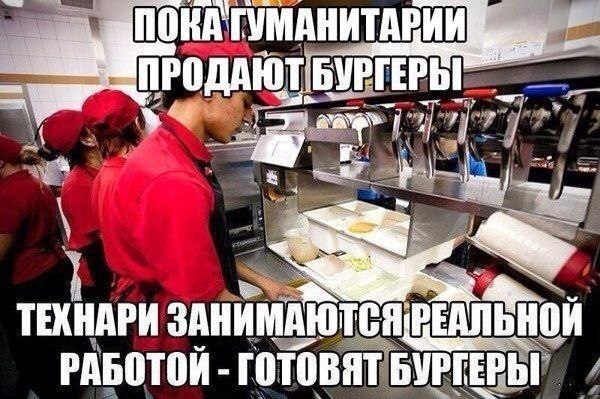 ПОКА ГУМАНИТАРИИ
ПРОДАЮТ БУРГЕРЫ
ТЕХНАРИ ЗАНИМАЮТСЯ РЕАЛЬНОЙ
РАБОТОЙ - ГОТОВЯТ БУРГЕРЫ